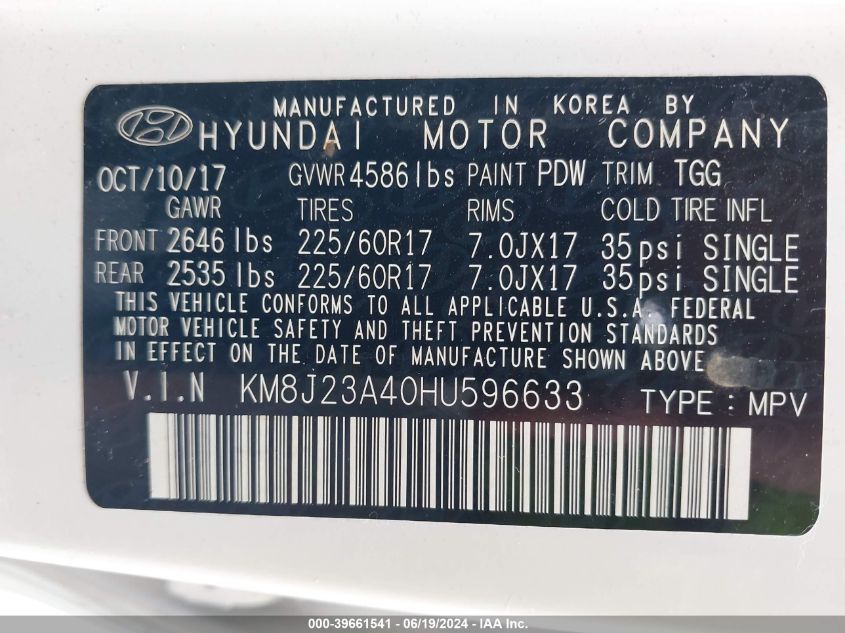 MANUFACTURED IN KOREA BY
HYUNDAI MOTOR COMPANY
OCT/10/17 GVWR 4586lbs PAINT PDW TRIM TGG
GAWR TIRES RIMS COLD TIRE INFL
FRONT 2646 lbs 225/60R17 7.0JX17 35psi SINGLE
REAR 2535 lbs 225/60R17 7.0JX17 35psi SINGLE
THIS VEHICLE CONFORMS TO ALL APPLICABLE U.S.A. FEDERAL
MOTOR VEHICLE SAFETY AND THEFT PREVENTION STANDARDS
IN EFFECT ON THE DATE OF MANUFACTURE SHOWN ABOVE
V.I.N KM8J23A40HU596633 TYPE : MPV
000-39661541 - 06/19/2024 - IAA Inc.